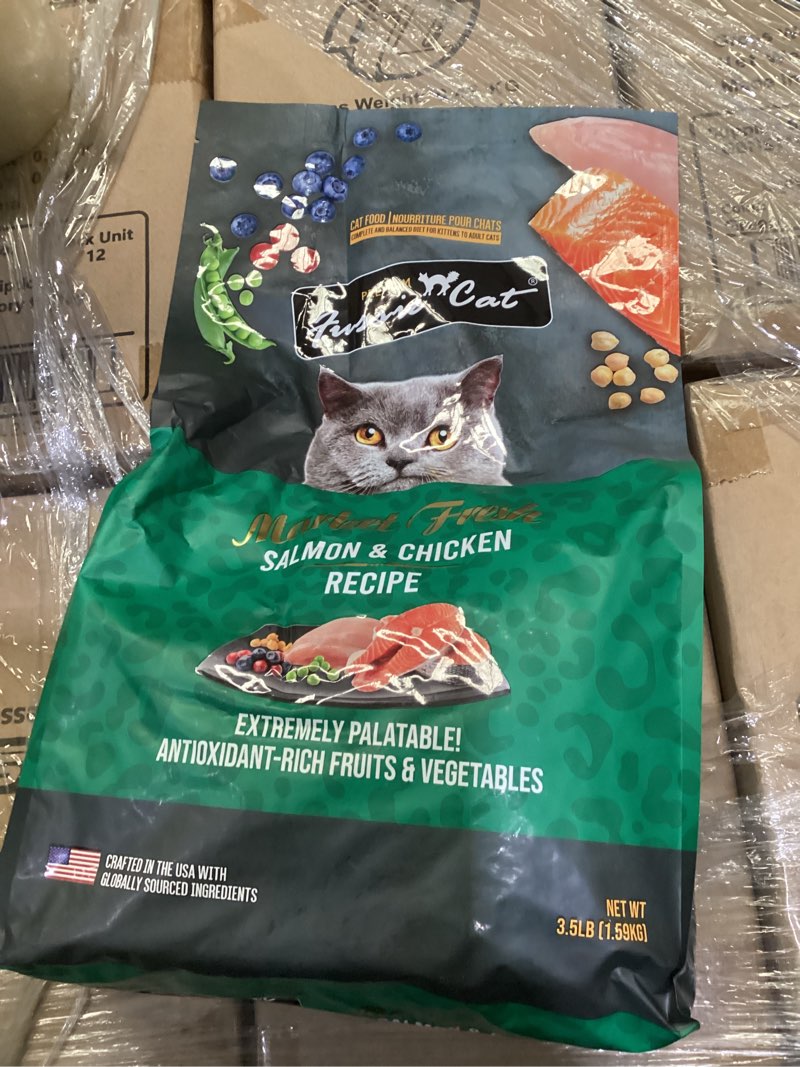 Weight
x Unit
12
CAT FOOD | NOURRITURE POUR CHATS
COMPLETE AND BALANCED DIET FOR KITTENS TO ADULT CATS
Fussie Cat®
Market Fresh
SALMON & CHICKEN
RECIPE
EXTREMELY PALATABLE!
ANTIOXIDANT-RICH FRUITS & VEGETABLES
CRAFTED IN THE USA WITH
GLOBALLY SOURCED INGREDIENTS
NET WT
3.5LB (1.59KG)